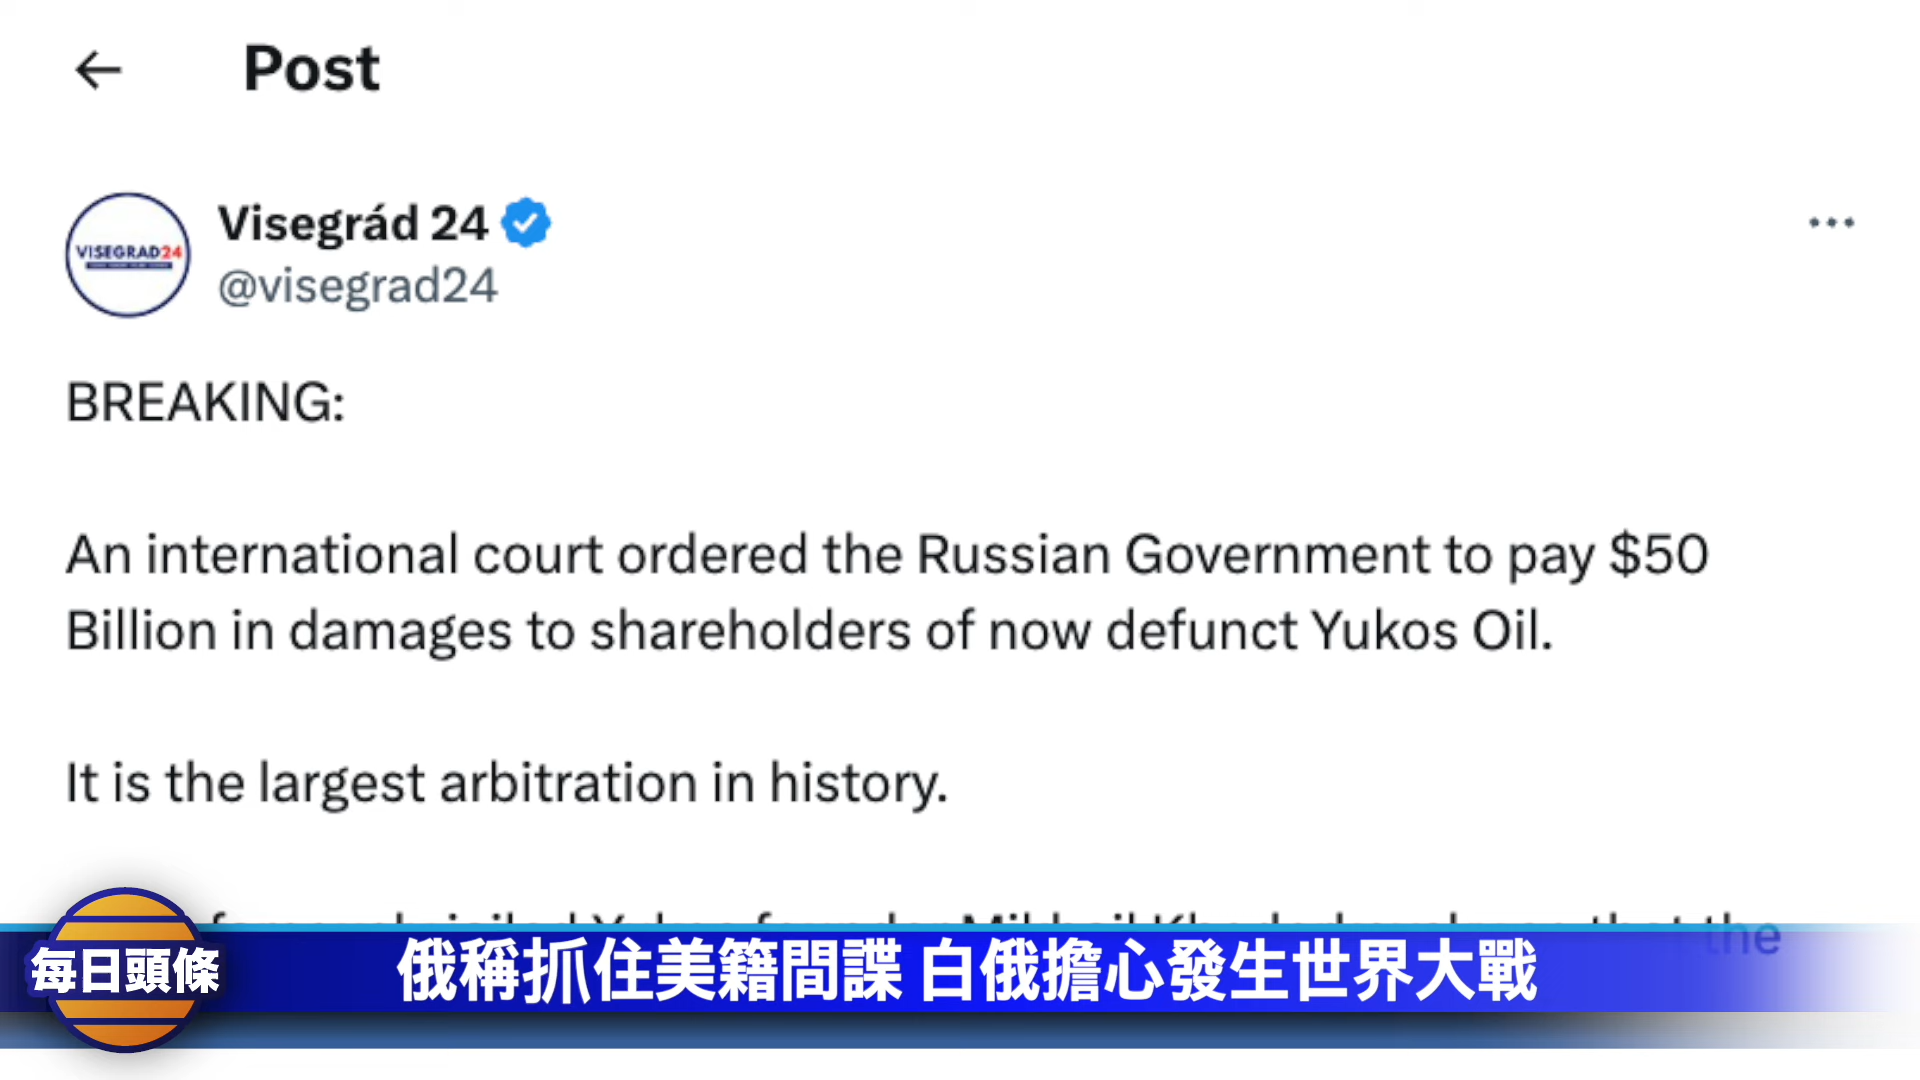 Post
VISEGRAD24
Visegrád 24
@visegrad24
BREAKING:
An international court ordered the Russian Government to pay $50
Billion in damages to shareholders of now defunct Yukos Oil.
It is the largest arbitration in history.
the
每日頭條
俄稱抓住美籍間諜 白俄擔心發生世界大戰